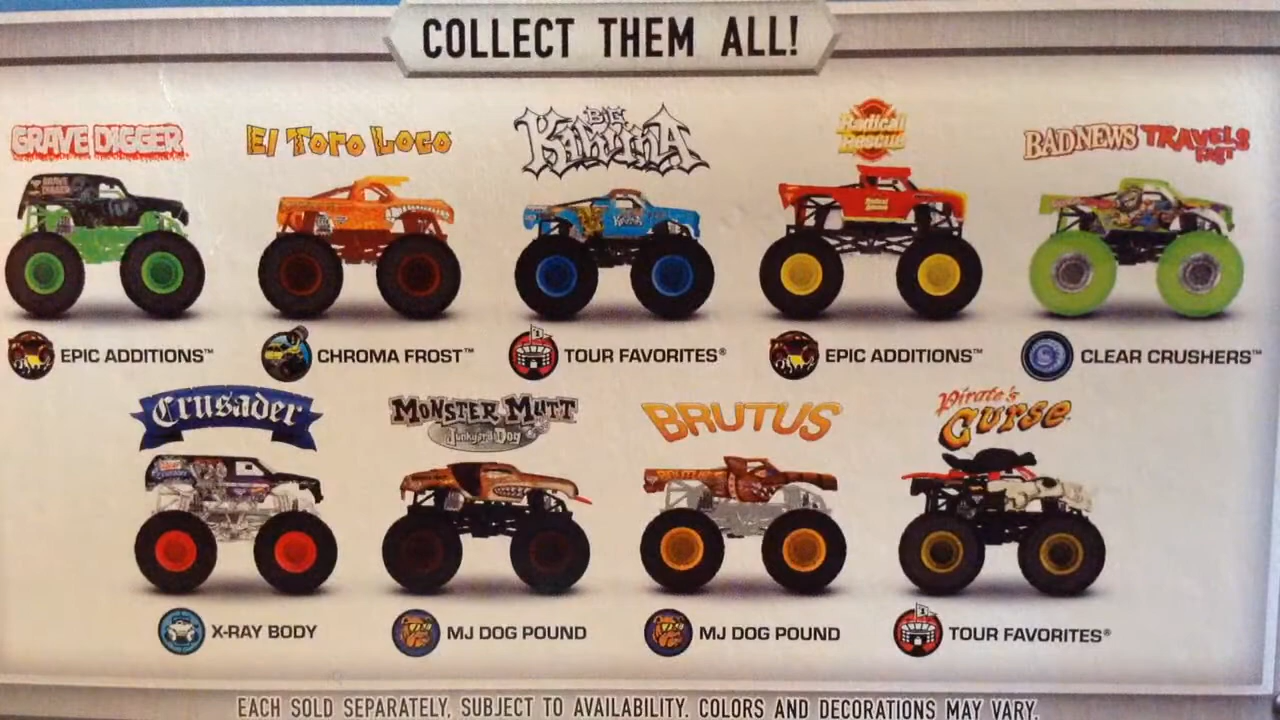 COLLECT THEM ALL!
GRAVE DIGGER
El Toro Loco
BIG KAHUNA
Radical Rescue
BAD NEWS TRAVELS FAST
EPIC ADDITIONS™
CHROMA FROST™
TOUR FAVORITES®
EPIC ADDITIONS™
CLEAR CRUSHERS™
Crusader
MONSTER MUTT
Junkyard Dog
BRUTUS
Pirate's
Curse
BRUTUS
X-RAY BODY
MJ DOG POUND
MJ DOG POUND
TOUR FAVORITES®
EACH SOLD SEPARATELY, SUBJECT TO AVAILABILITY. COLORS AND DECORATIONS MAY VARY.